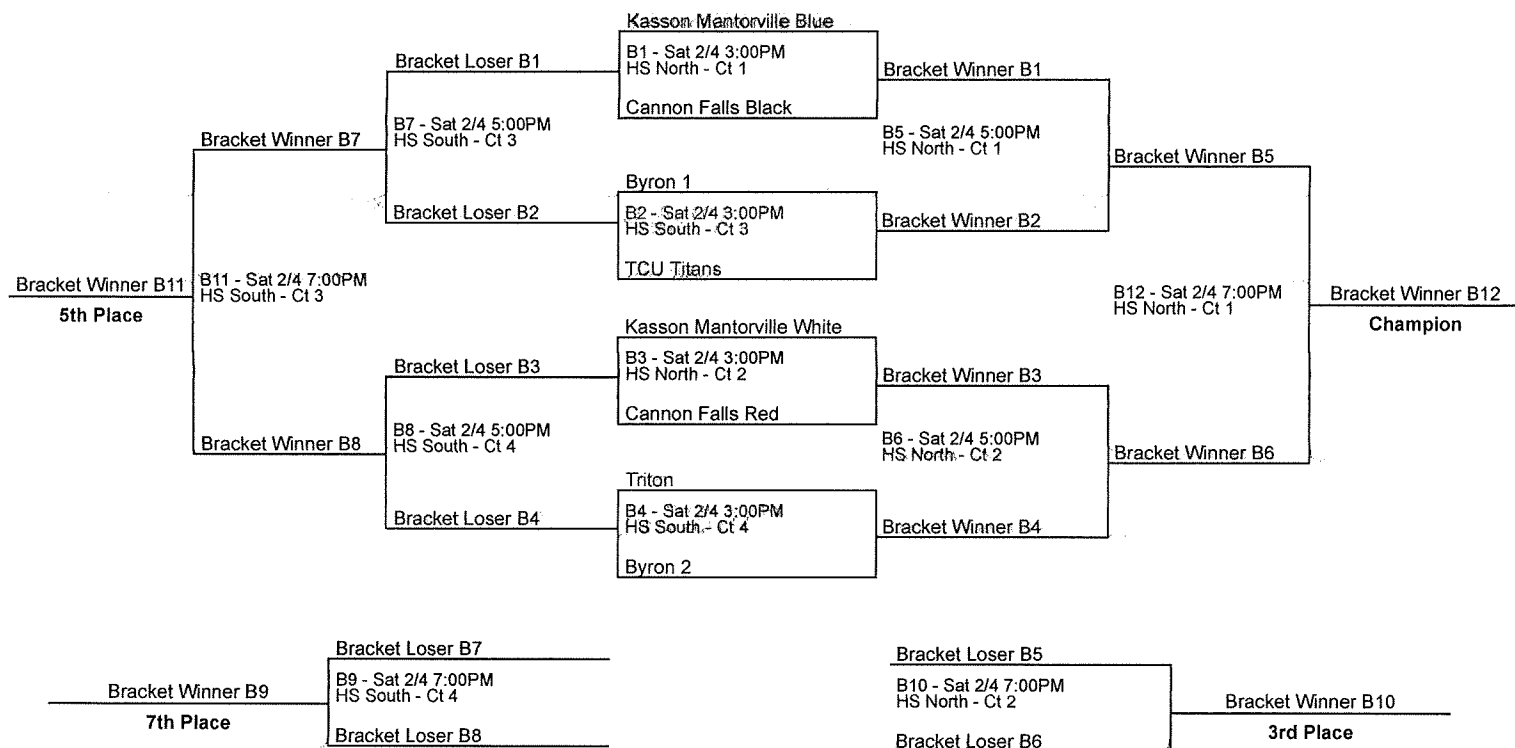 Kasson Mantorville Blue
B1 - Sat 2/4 3:00PM
HS North - Ct 1
Cannon Falls Black
Bracket Loser B1
Bracket Winner B1
B7 - Sat 2/4 5:00PM
HS South - Ct 3
B5 - Sat 2/4 5:00PM
HS North - Ct 1
Bracket Winner B7
Bracket Winner B5
Byron 1
B2 - Sat 2/4 3:00PM
HS South - Ct 3
TCU Titans
Bracket Loser B2
Bracket Winner B2
Bracket Winner B11
5th Place
B11 - Sat 2/4 7:00PM
HS South - Ct 3
B12 - Sat 2/4 7:00PM
HS North - Ct 1
Bracket Winner B12
Champion
Kasson Mantorville White
B3 - Sat 2/4 3:00PM
HS North - Ct 2
Cannon Falls Red
Bracket Loser B3
Bracket Winner B3
B8 - Sat 2/4 5:00PM
HS South - Ct 4
B6 - Sat 2/4 5:00PM
HS North - Ct 2
Bracket Winner B8
Bracket Winner B6
Triton
B4 - Sat 2/4 3:00PM
HS South - Ct 4
Byron 2
Bracket Loser B4
Bracket Winner B4
Bracket Loser B7
B9 - Sat 2/4 7:00PM
HS South - Ct 4
Bracket Loser B8
Bracket Winner B9
7th Place
Bracket Loser B5
B10 - Sat 2/4 7:00PM
HS North - Ct 2
Bracket Loser B6
Bracket Winner B10
3rd Place